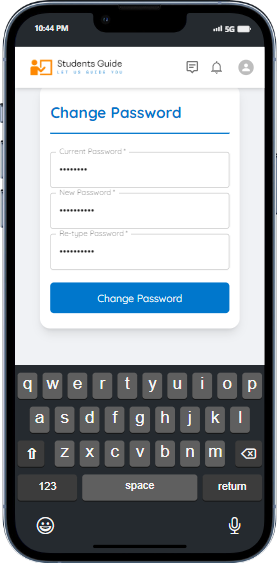 10:44 PM 5G
Students Guide
LET US GUIDE YOU
Change Password
Current Password *
••••••••
New Password *
••••••••••
Re-type Password *
••••••••••
Change Password
q w e r t y u i o p
a s d f g h j k l
z x c v b n m
123 space return